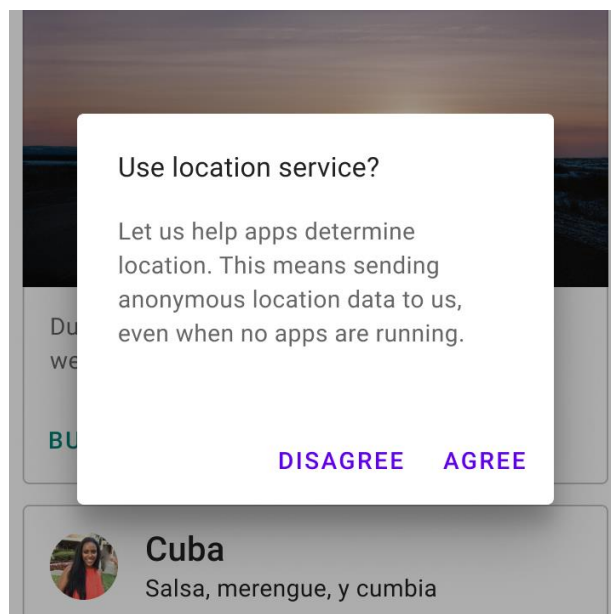 Use location service?
Let us help apps determine
location. This means sending
anonymous location data to us,
even when no apps are running.
DISAGREE AGREE
Cuba
Salsa, merengue, y cumbia